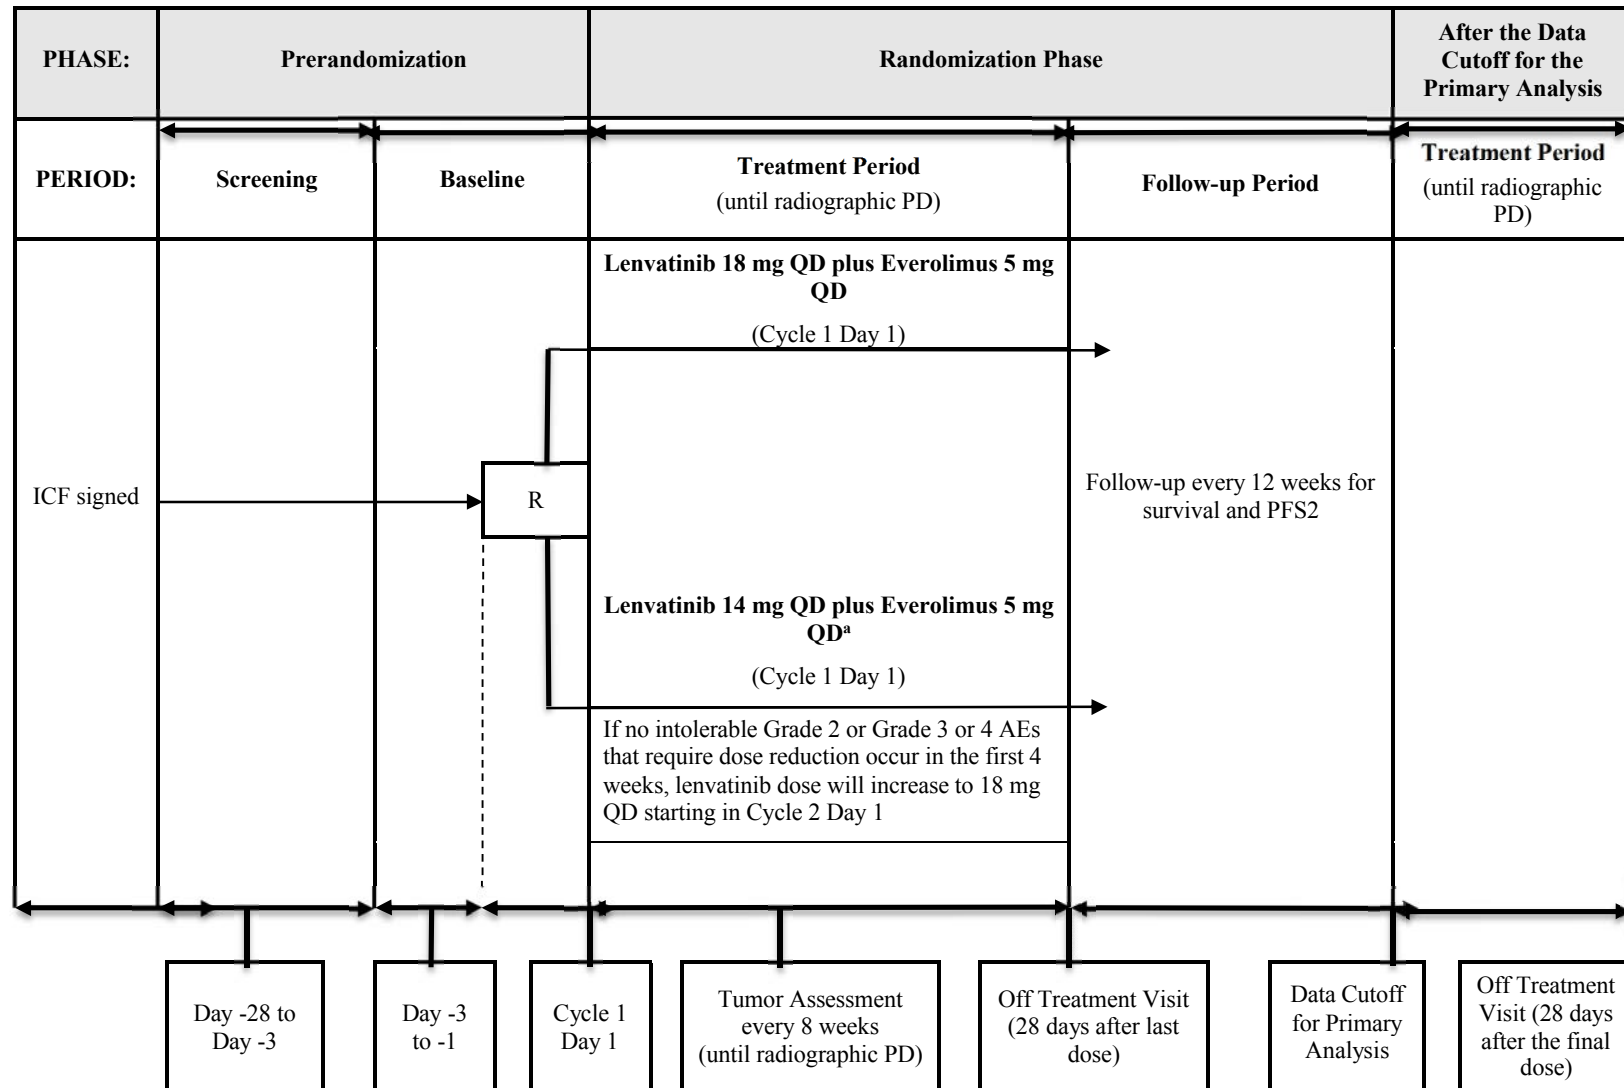 PHASE:
Prerandomization
Randomization Phase
After the Data
Cutoff for the
Primary Analysis
PERIOD:
Screening
Baseline
Treatment Period
(until radiographic PD)
Follow-up Period
Treatment Period
(until radiographic
PD)
Lenvatinib 18 mg QD plus Everolimus 5 mg
QD
(Cycle 1 Day 1)
ICF signed
R
Follow-up every 12 weeks for
survival and PFS2
Lenvatinib 14 mg QD plus Everolimus 5 mg
QDa
(Cycle 1 Day 1)
If no intolerable Grade 2 or Grade 3 or 4 AEs
that require dose reduction occur in the first 4
weeks, lenvatinib dose will increase to 18 mg
QD starting in Cycle 2 Day 1
Day -28 to
Day -3
Day -3
to -1
Cycle 1
Day 1
Tumor Assessment
every 8 weeks
(until radiographic PD)
Off Treatment Visit
(28 days after last
dose)
Data Cutoff
for Primary
Analysis
Off Treatment
Visit (28 days
after the final
dose)